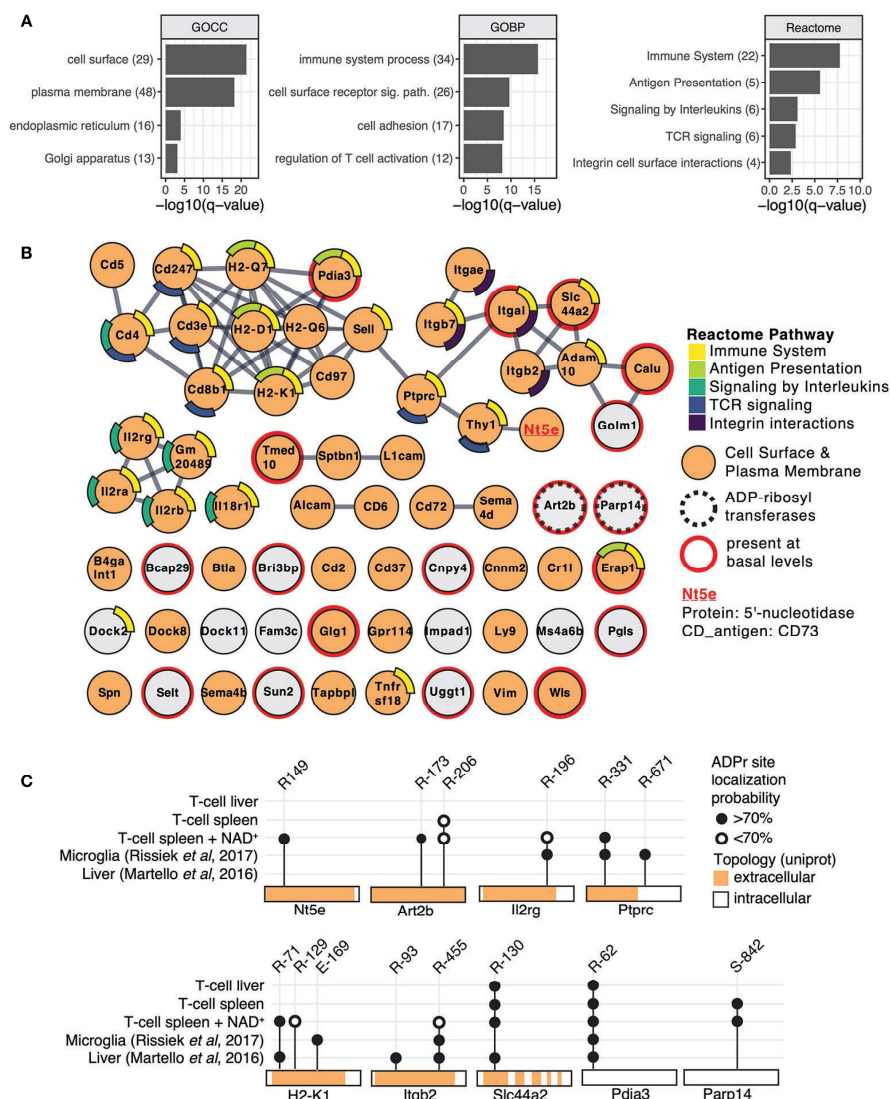 A
GOCC
cell surface (29)
plasma membrane (48)
endoplasmic reticulum (16)
Golgi apparatus (13)
0 5 10 15 20
−log10(q−value)
GOBP
immune system process (34)
cell surface receptor sig. path. (26)
cell adhesion (17)
regulation of T cell activation (12)
0 5 10 15
−log10(q−value)
Reactome
Immune System (22)
Antigen Presentation (5)
Signaling by Interleukins (6)
TCR signaling (6)
Integrin cell surface interactions (4)
0.0 2.5 5.0 7.5 10.0
−log10(q−value)
B
Cd5
Cd247
H2-Q7
Pdia3
Cd4
Cd3e
H2-D1
H2-Q6
Sell
Cd8b1
H2-K1
Cd97
Itgae
Itgb7
Itgal
Slc
44a2
Itgb2
Adam
10
Calu
Ptprc
Golm1
Thy1
Nt5e
Il2rg
Gm
20489
Il2ra
Il2rb
Il18r1
Tmed
10
Sptbn1
L1cam
Alcam
CD6
Cd72
Sema
4d
Art2b
Parp14
B4ga
lnt1
Bcap29
Btla
Bri3bp
Cd2
Cd37
Cnpy4
Cnnm2
Cr1l
Erap1
Dock2
Dock8
Dock11
Fam3c
Glg1
Gpr114
Impad1
Ly9
Ms4a6b
Pgls
Spn
Selt
Sema4b
Sun2
Tapbpl
Tnfr
sf18
Uggt1
Vim
Wls
Reactome Pathway
Immune System
Antigen Presentation
Signaling by Interleukins
TCR signaling
Integrin interactions
Cell Surface &
Plasma Membrane
ADP-ribosyl
transferases
present at
basal levels
Nt5e
Protein: 5'-nucleotidase
CD_antigen: CD73
C
R149
R-173
R-206
R-196
R-331
R-671
T-cell liver
T-cell spleen
T-cell spleen + NAD⁺
Microglia (Rissiek et al, 2017)
Liver (Martello et al, 2016)
Nt5e
Art2b
Il2rg
Ptprc
ADPr site
localization
probability
>70%
<70%
Topology (uniprot)
extracellular
intracellular
R-71
R-129
E-169
R-93
R-455
R-130
R-62
S-842
T-cell liver
T-cell spleen
T-cell spleen + NAD⁺
Microglia (Rissiek et al, 2017)
Liver (Martello et al, 2016)
H2-K1
Itgb2
Slc44a2
Pdia3
Parp14